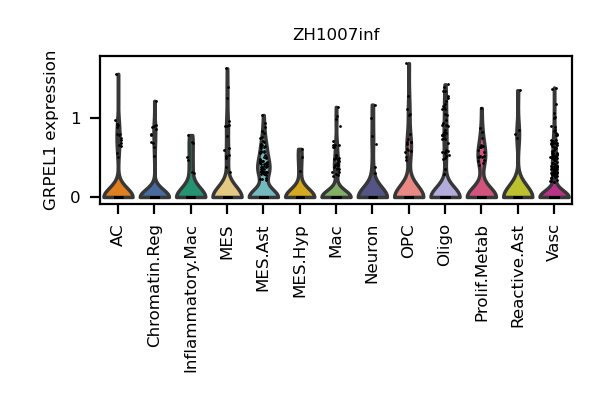 ZH1007inf
GRPEL1 expression
1
0
AC
Chromatin.Reg
Inflammatory.Mac
MES
MES.Ast
MES.Hyp
Mac
Neuron
OPC
Oligo
Prolif.Metab
Reactive.Ast
Vasc